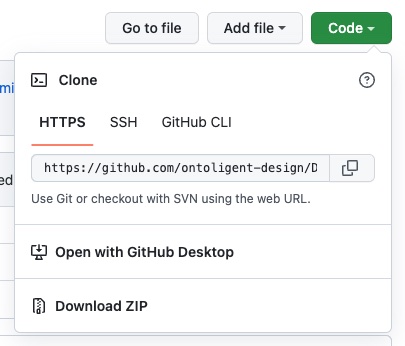 Go to file
Add file
Code
Clone
HTTPS
SSH
GitHub CLI
https://github.com/ontoligent-design/D
Use Git or checkout with SVN using the web URL.
Open with GitHub Desktop
Download ZIP
mi
ed